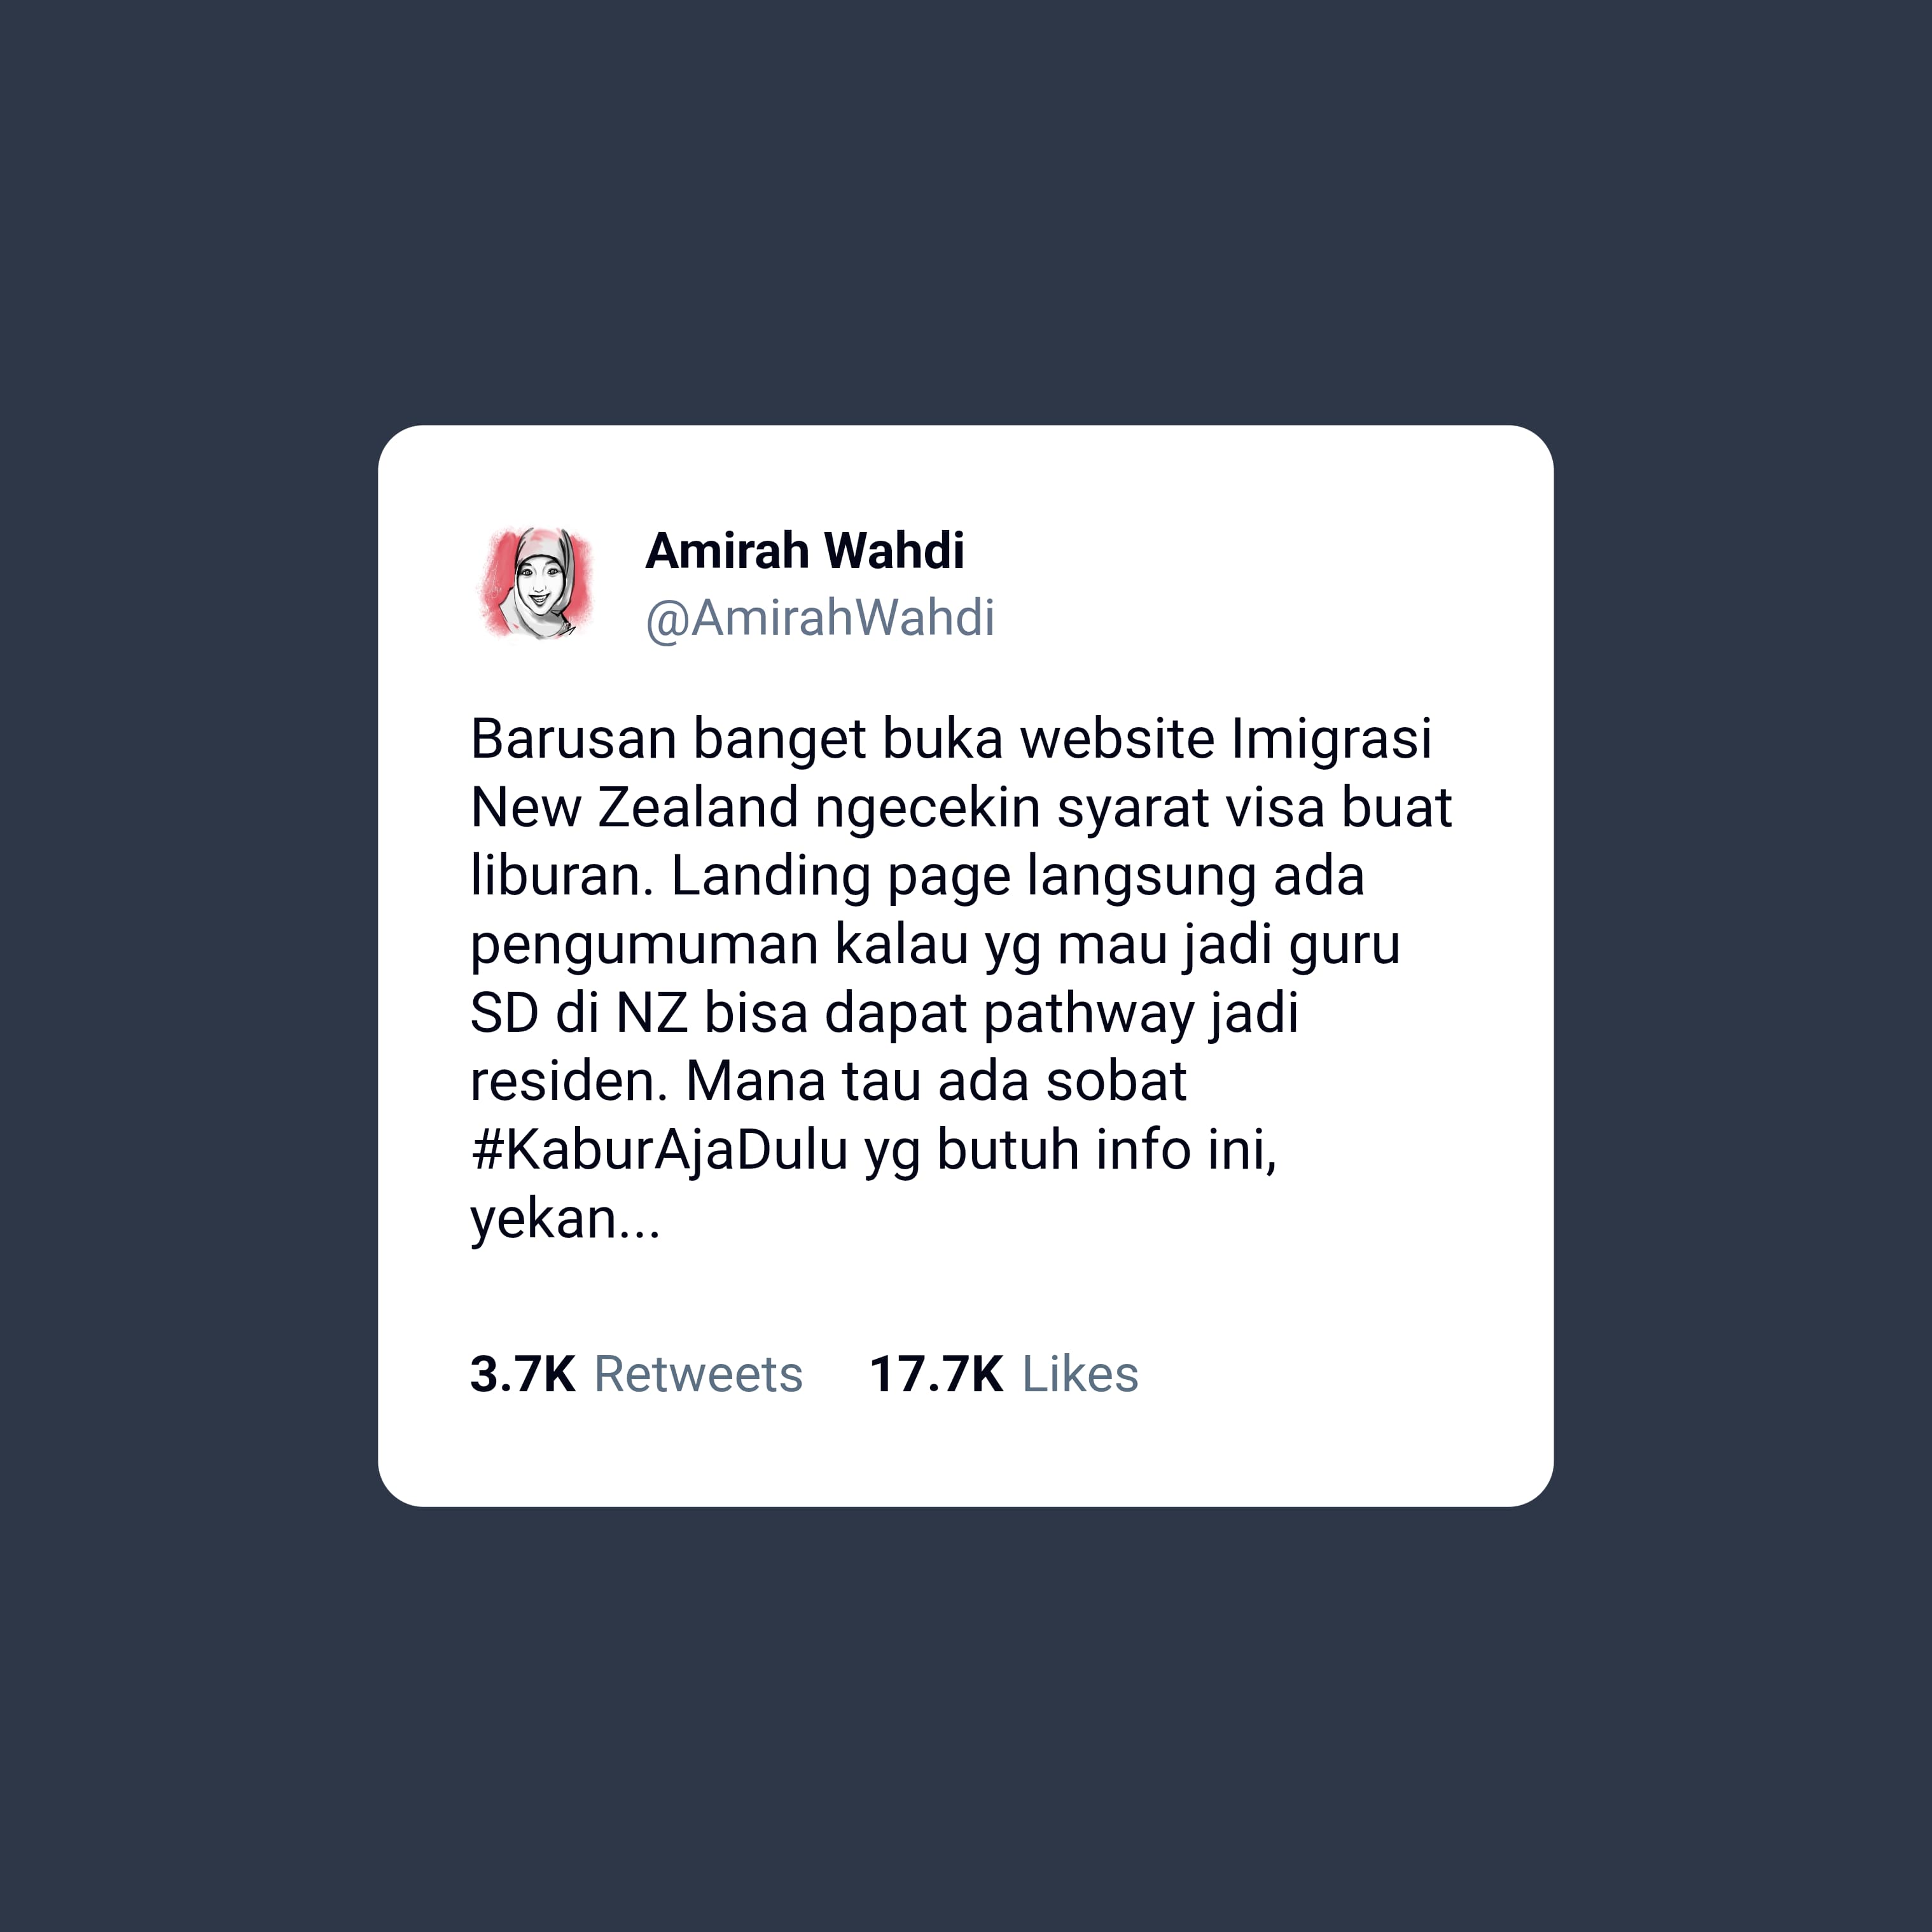 Amirah Wahdi
@AmirahWahdi
Barusan banget buka website Imigrasi
New Zealand ngecekin syarat visa buat
liburan. Landing page langsung ada
pengumuman kalau yg mau jadi guru
SD di NZ bisa dapat pathway jadi
residen. Mana tau ada sobat
#KaburAjaDulu yg butuh info ini,
yekan...
3.7K Retweets 17.7K Likes